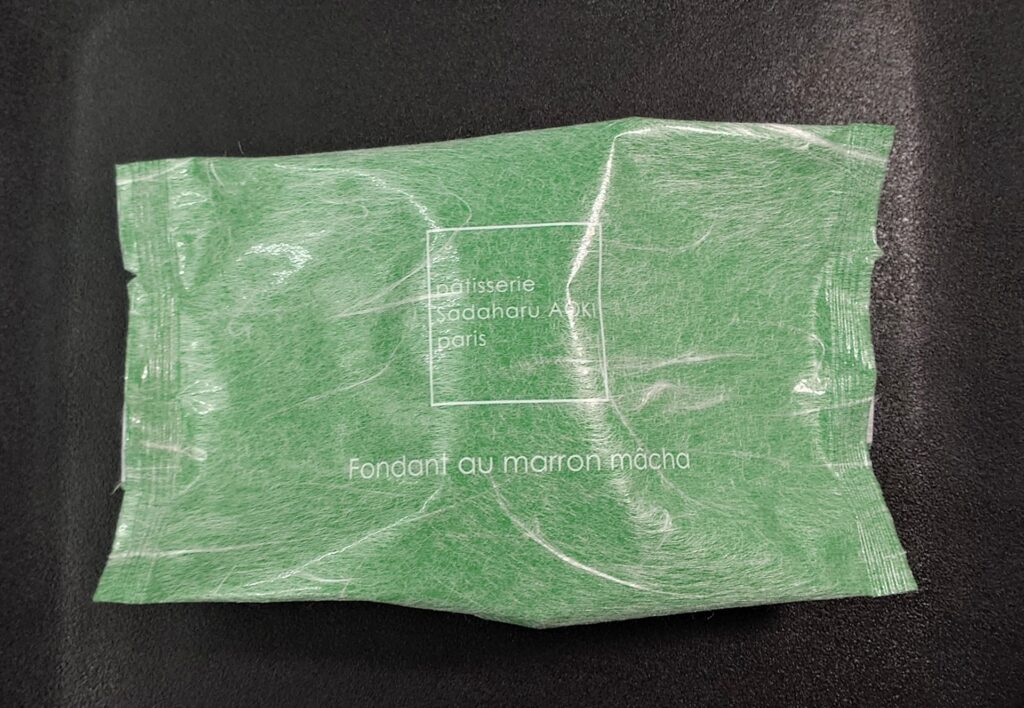 pâtisserie
Sadaharu AOKI
paris
Fondant au marron mâcha